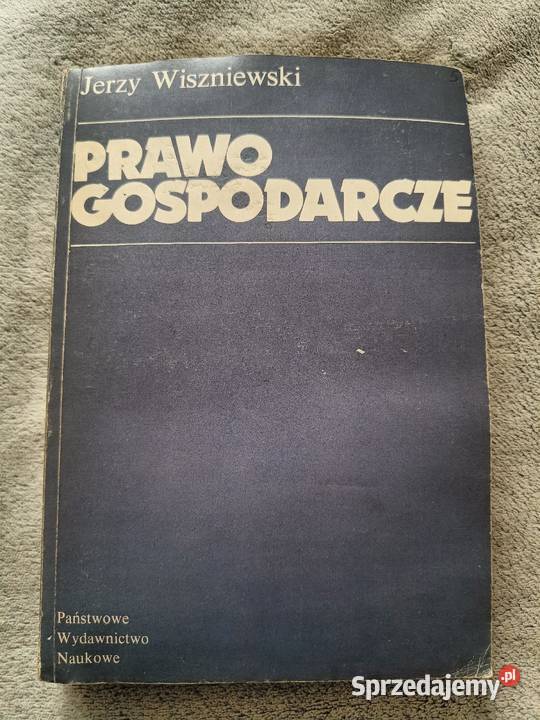 Jerzy Wiszniewski
PRAWO
GOSPODARCZE
Państwowe
Wydawnictwo
Naukowe
Sprzedajemy.pl